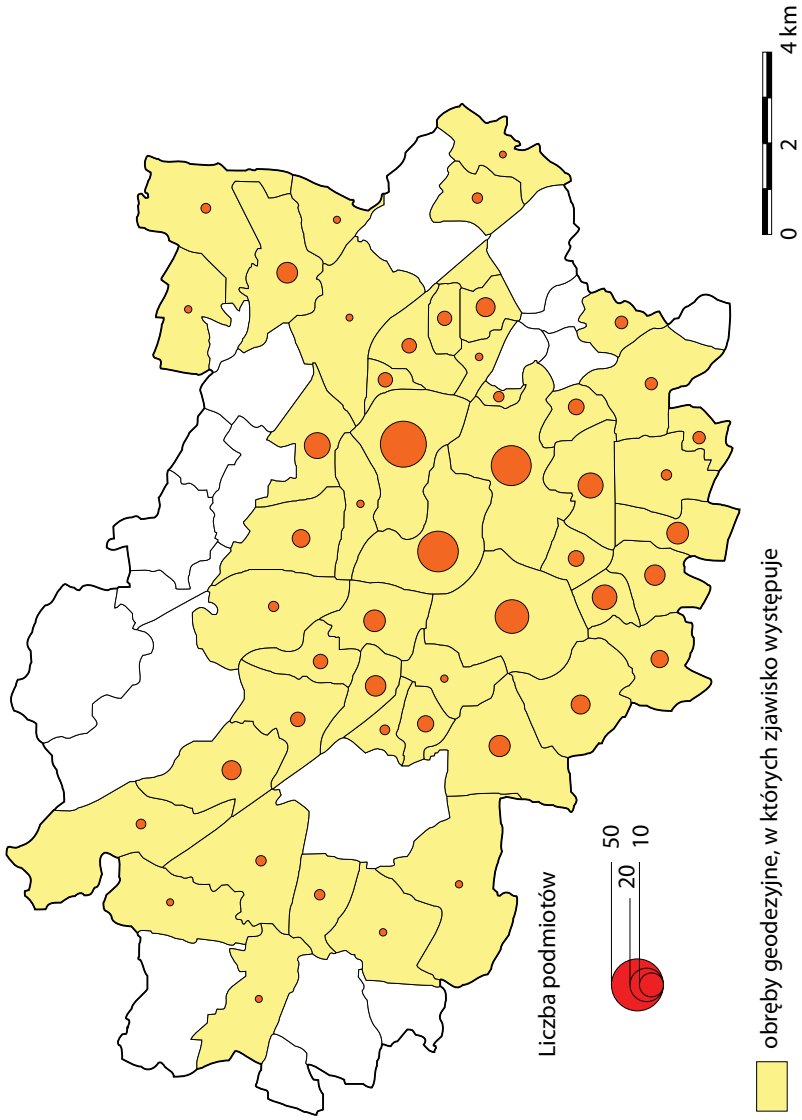 Liczba podmiotów
50
20
10
obręby geodezyjne, w których zjawisko występuje
0 2 4 km